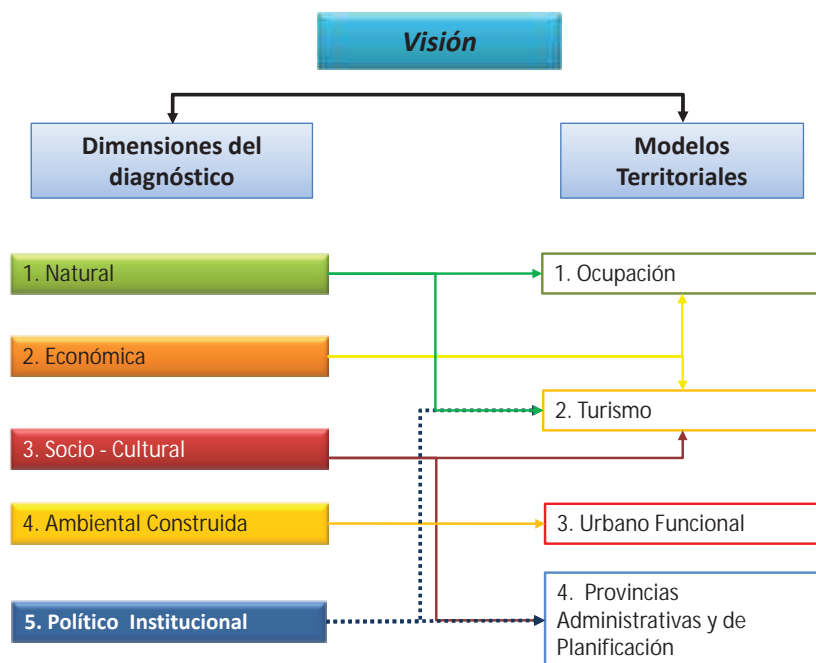 Visión
Dimensiones del
diagnóstico
Modelos
Territoriales
1. Natural
1. Ocupación
2. Económica
2. Turismo
3. Socio - Cultural
4. Ambiental Construida
3. Urbano Funcional
5. Político Institucional
4. Provincias
Administrativas y de
Planificación